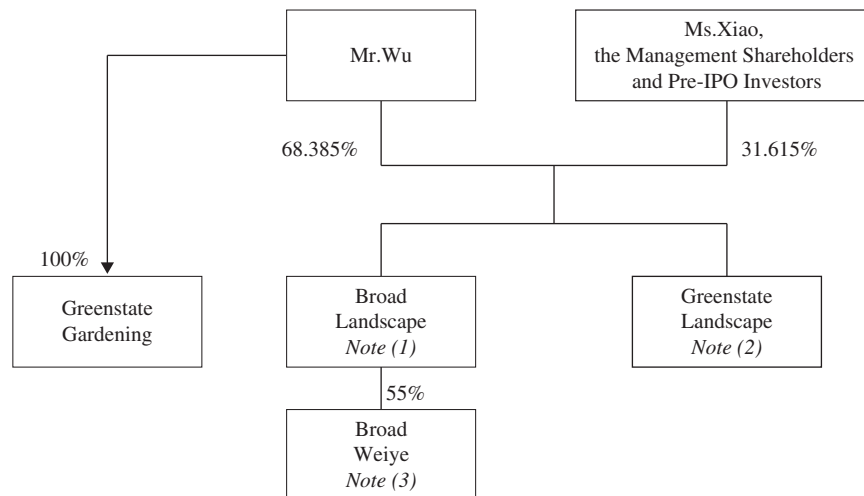 Mr.Wu
Ms.Xiao,
the Management Shareholders
and Pre-IPO Investors
68.385%
31.615%
100%
Greenstate
Gardening
Broad
Landscape
Note (1)
Greenstate
Landscape
Note (2)
55%
Broad
Weiye
Note (3)